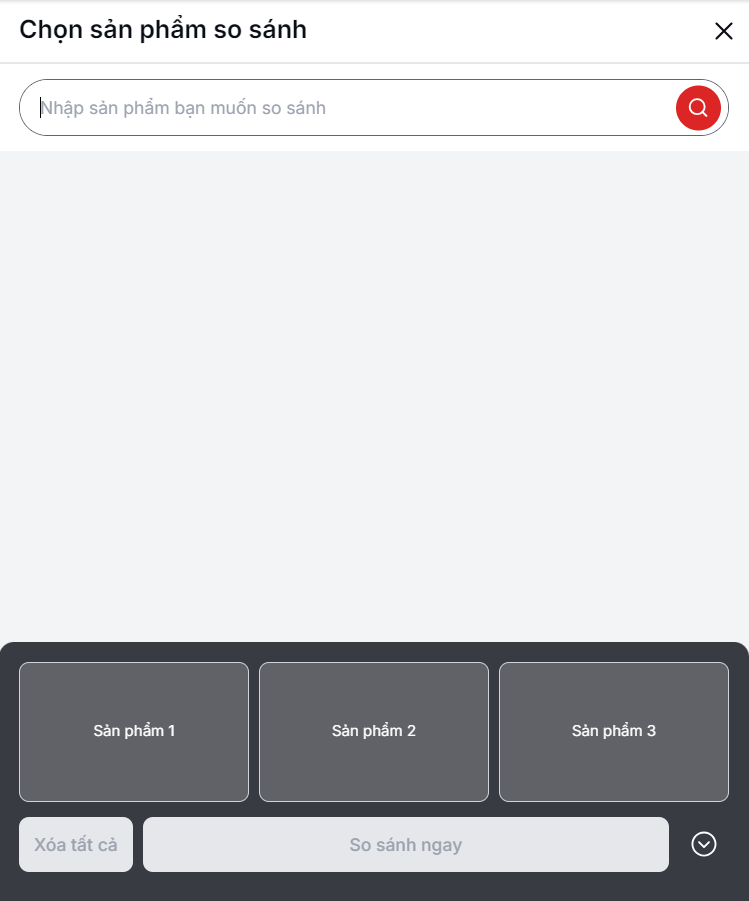 Chọn sản phẩm so sánh
Nhập sản phẩm bạn muốn so sánh
Sản phẩm 1
Sản phẩm 2
Sản phẩm 3
Xóa tất cả
So sánh ngay